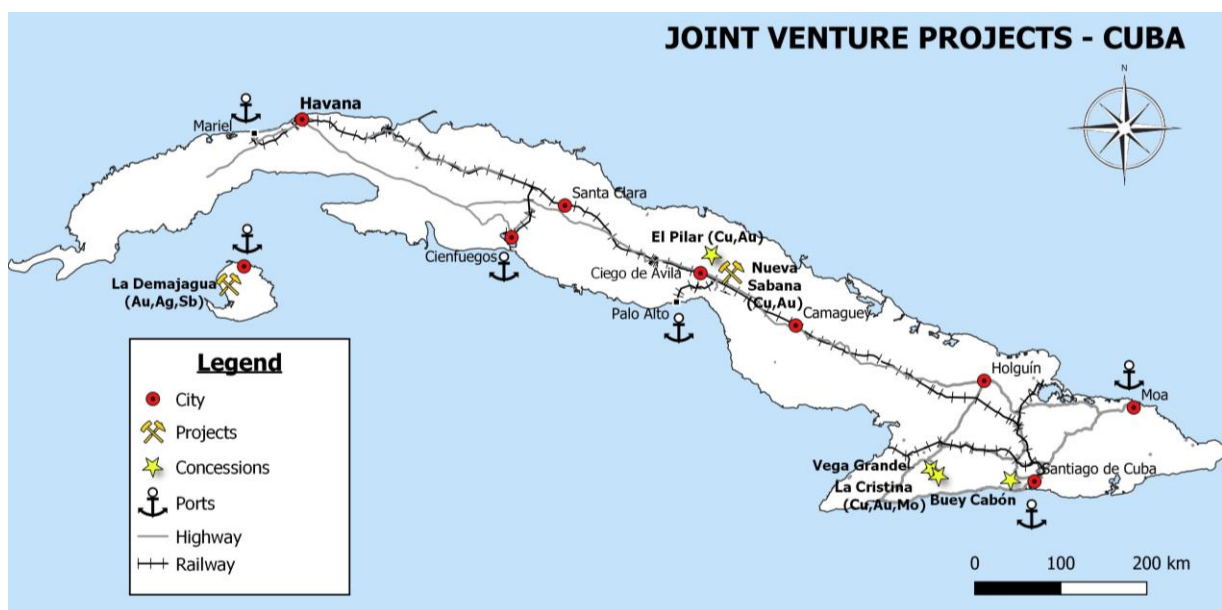 JOINT VENTURE PROJECTS - CUBA
N
Havana
Mariel
Santa Clara
El Pilar (Cu,Au)
Cienfuegos
Ciego de Ávila
Nueva
Sabana
(Cu,Au)
La Demajagua
(Au,Ag,Sb)
Palo Alto
Camaguey
Holguín
Moa
Legend
City
Projects
Concessions
Ports
Highway
Railway
Vega Grande
La Cristina
(Cu,Au,Mo)
Buey Cabón
Santiago de Cuba
0 100 200 km